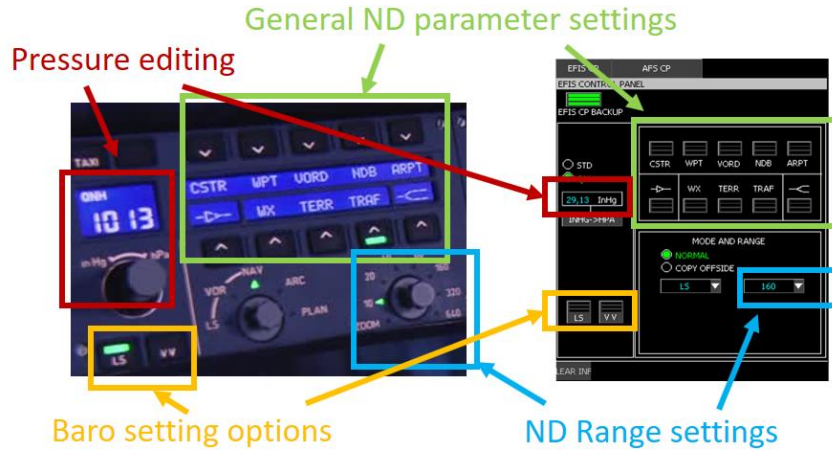 General ND parameter settings
Pressure editing
TAXI
QNH
1013
in Hg hPa
CSTR WPT VORD NDB ARPT
WX TERR TRAF
LS VOR NAV ARC PLAN
ZOOM 10 20 160 320 640
LS VV
EFIS CP AFS CP
EFIS CONTROL PANEL
EFIS CP BACKUP
STD
29,13 InHg
INHG->HPA
CSTR WPT VORD NDB ARPT
WX TERR TRAF
MODE AND RANGE
NORMAL
COPY OFFSIDE
LS 160
LS VV
Baro setting options
ND Range settings